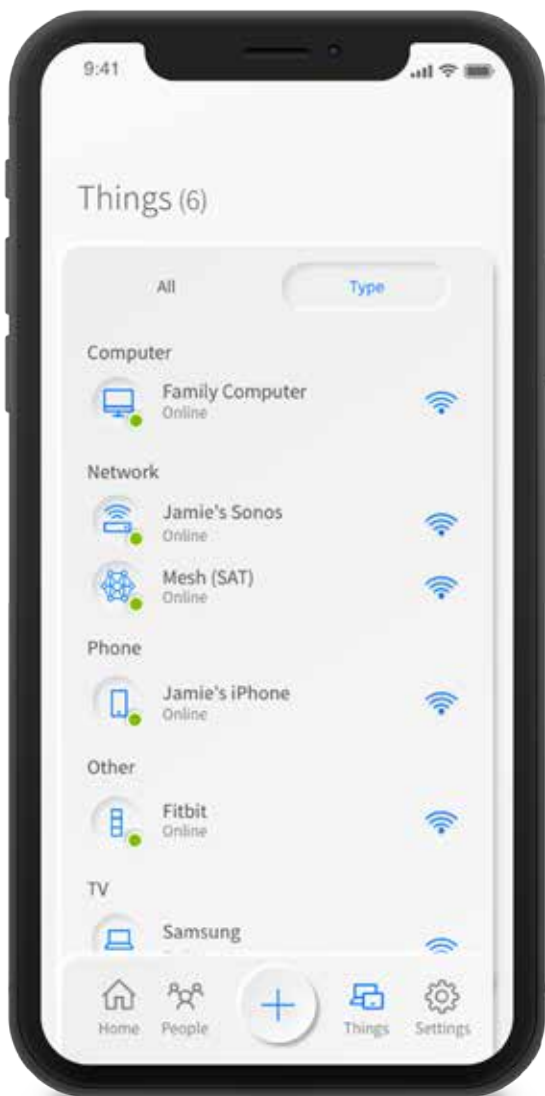 9:41
Things (6)
All Type
Computer
Family Computer
Online
Network
Jamie's Sonos
Online
Mesh (SAT)
Online
Phone
Jamie's iPhone
Online
Other
Fitbit
Online
TV
Samsung
Home People Things Settings